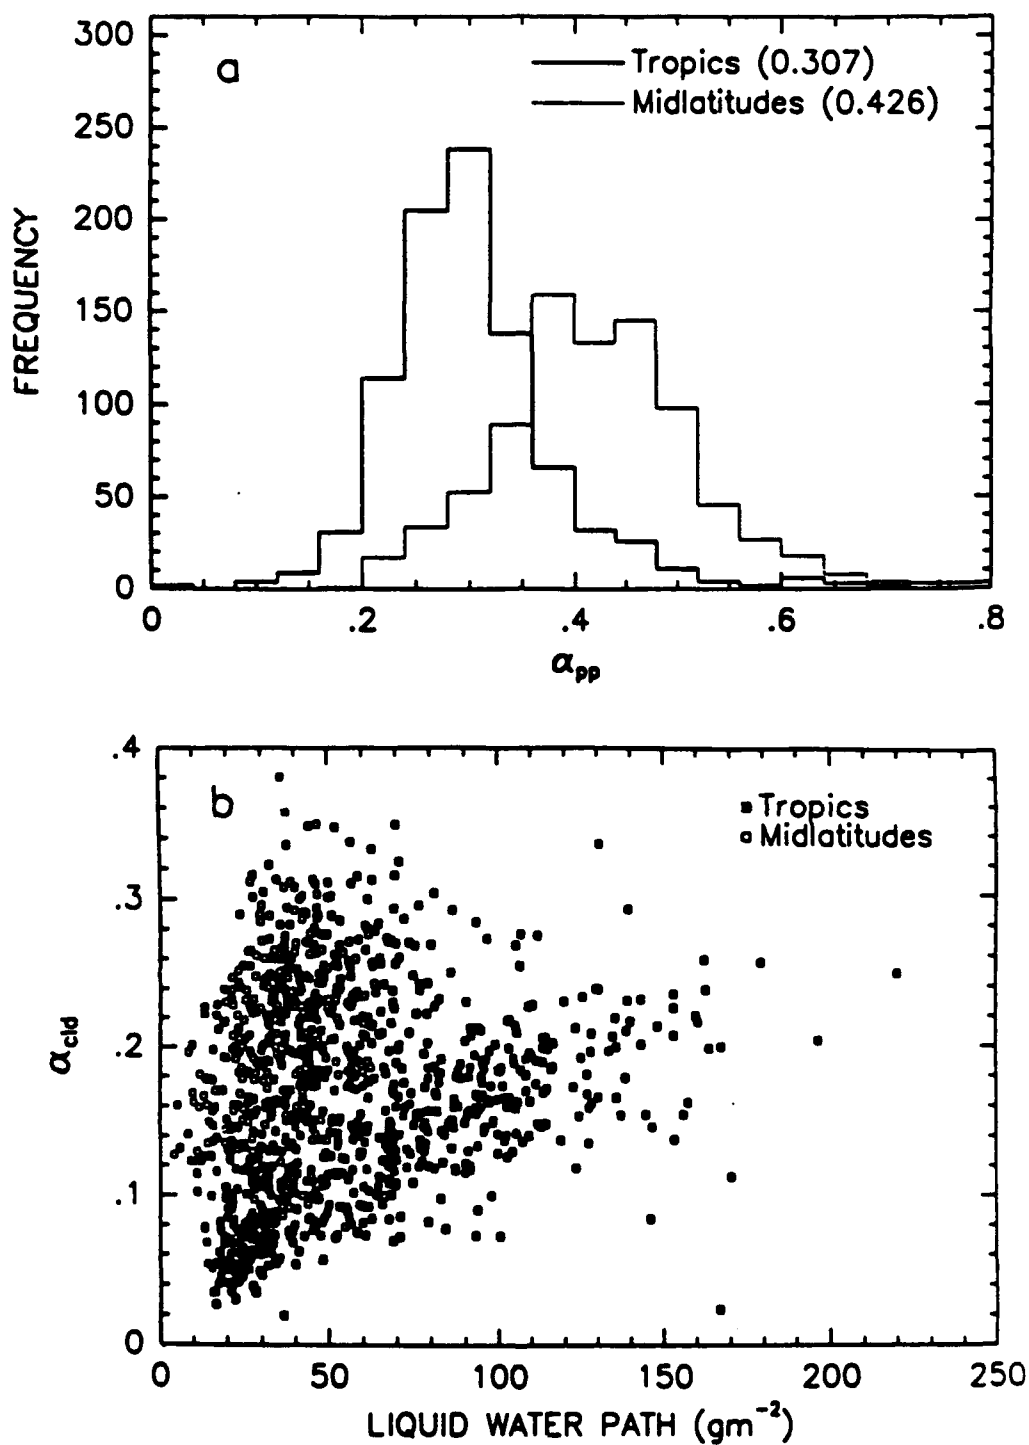 300
250
200
150
100
50
0
FREQUENCY
a
Tropics (0.307)
Midlatitudes (0.426)
0 .2 .4 .6 .8
αpp
.4
.3
.2
.1
0
αcld
b
Tropics
Midlatitudes
0 50 100 150 200 250
LIQUID WATER PATH (gm⁻²)